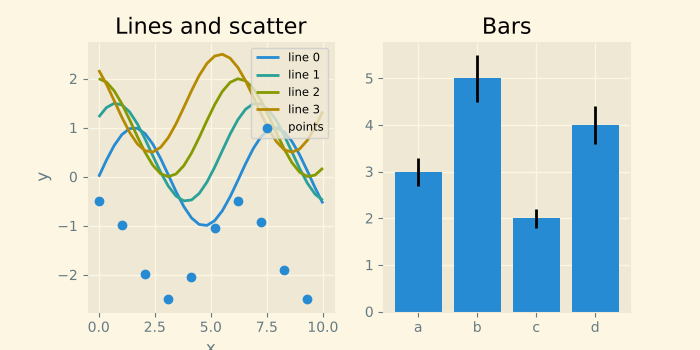 Lines and scatter
line 0
line 1
line 2
line 3
points
y
2
1
0
−1
−2
0.0 2.5 5.0 7.5 10.0
x
Bars
5
4
3
2
1
0
a b c d